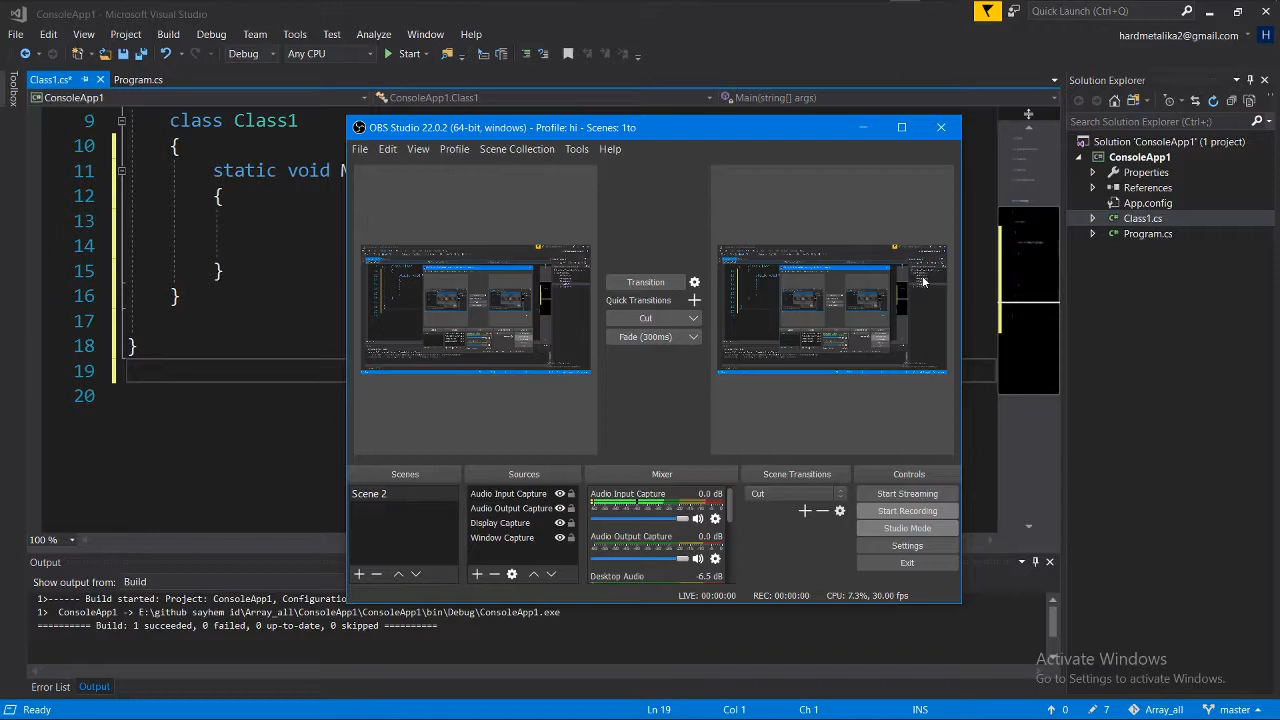 ConsoleApp1 - Microsoft Visual Studio
Quick Launch (Ctrl+Q)
File Edit View Project Build Debug Team Tools Test Analyze Window Help
hardmetalika2@gmail.com H
Debug Any CPU Start
Toolbox
Class1.cs* Program.cs
ConsoleApp1 ConsoleApp1.Class1 Main(string[] args)
9 class Class1
10 {
11 static void M
12 {
13
14
15 }
16 }
17
18 }
19
20
100 %
OBS Studio 22.0.2 (64-bit, windows) - Profile: hi - Scenes: 1to
File Edit View Profile Scene Collection Tools Help
Transition
Quick Transitions
Cut
Fade (300ms)
Scenes Sources Mixer Scene Transitions Controls
Scene 2
Audio Input Capture
Audio Output Capture
Display Capture
Window Capture
Audio Input Capture 0.0 dB
Audio Output Capture 0.0 dB
Desktop Audio -6.5 dB
Cut
Start Streaming
Start Recording
Studio Mode
Settings
Exit
LIVE: 00:00:00 REC: 00:00:00 CPU: 7.3%, 30.00 fps
Solution Explorer
Search Solution Explorer (Ctrl+;)
Solution 'ConsoleApp1' (1 project)
ConsoleApp1
Properties
References
App.config
Class1.cs
Program.cs
Output
Show output from: Build
1>------ Build started: Project: ConsoleApp1, Configuration
1> ConsoleApp1 -> E:\github sayhem id\Array_all\ConsoleApp1\ConsoleApp1\bin\Debug\ConsoleApp1.exe
========== Build: 1 succeeded, 0 failed, 0 up-to-date, 0 skipped ==========
Error List Output
Activate Windows
Go to Settings to activate Windows.
Ready Ln 19 Col 1 Ch 1 INS 0 7 Array_all master